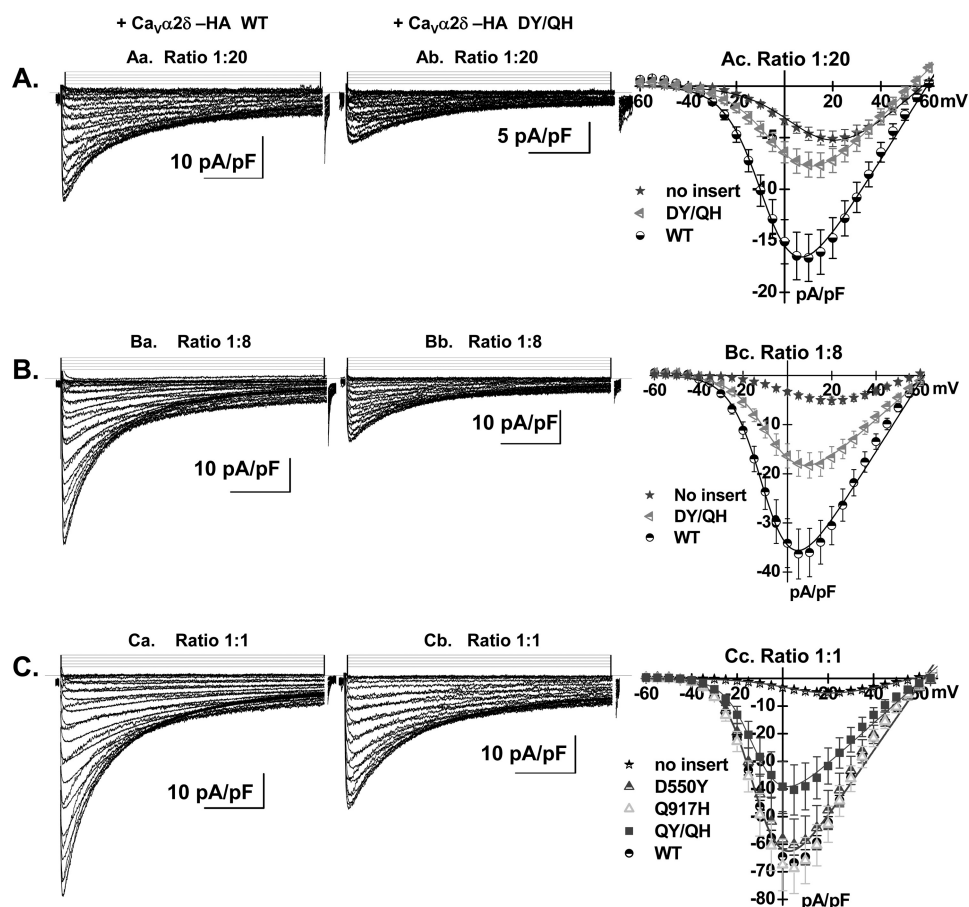 + CaVα2δ –HA WT
+ CaVα2δ –HA DY/QH
A.
Aa. Ratio 1:20
Ab. Ratio 1:20
Ac. Ratio 1:20
10 pA/pF
5 pA/pF
-60 -40 -20 20 40 60 mV
-5
-10
-15
-20
pA/pF
no insert
DY/QH
WT
B.
Ba. Ratio 1:8
Bb. Ratio 1:8
Bc. Ratio 1:8
10 pA/pF
10 pA/pF
-60 -40 -20 20 40 60 mV
-10
-20
-30
-40
pA/pF
No insert
DY/QH
WT
C.
Ca. Ratio 1:1
Cb. Ratio 1:1
Cc. Ratio 1:1
10 pA/pF
10 pA/pF
-60 -40 -20 20 40 60 mV
-10
-20
-30
-40
-50
-60
-70
-80
pA/pF
no insert
D550Y
Q917H
QY/QH
WT